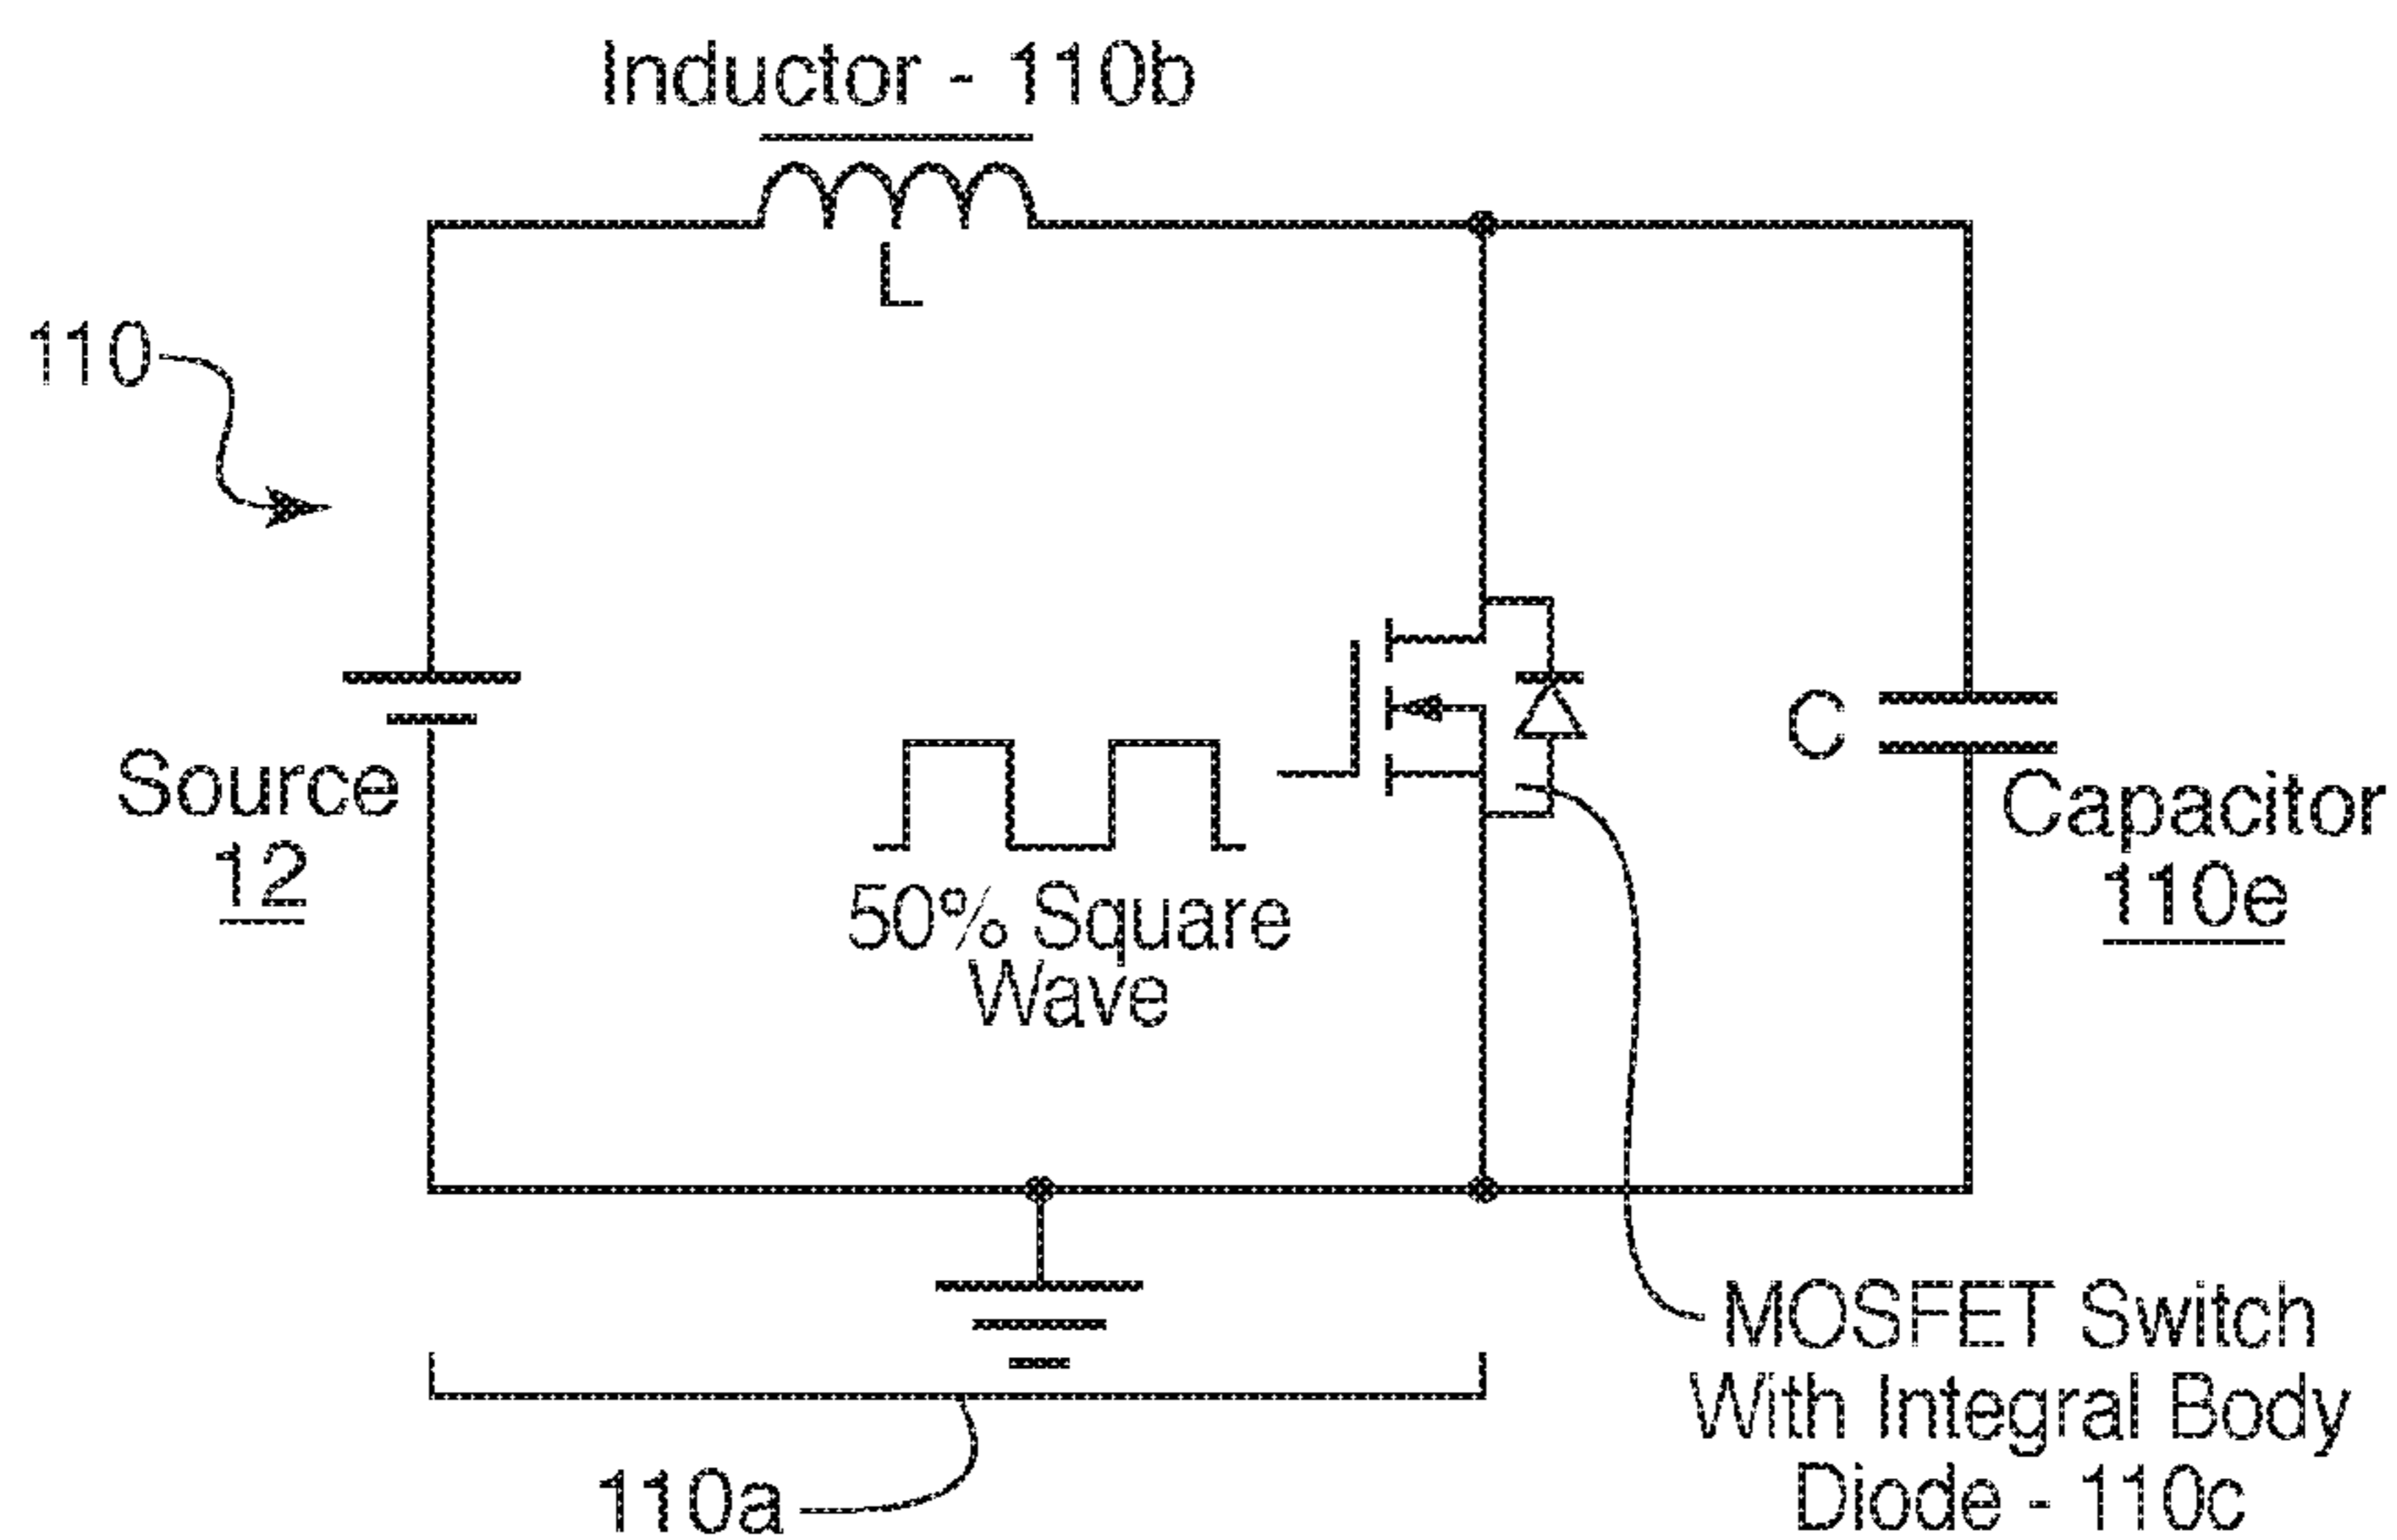 Inductor - 110b
L
110
Source
12
50% Square
Wave
C
Capacitor
110e
MOSFET Switch
With Integral Body
Diode - 110c
110a